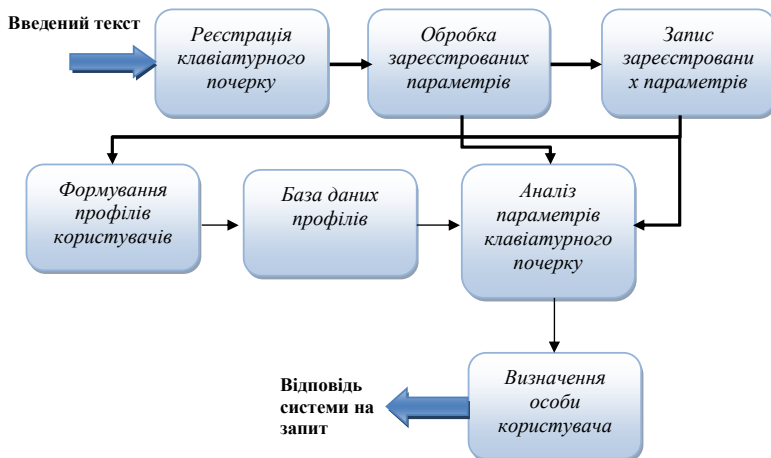 Введений текст
Реєстрація
клавіатурного
почерку
Обробка
зареєстрованих
параметрів
Запис
зареєстровани
х параметрів
Формування
профілів
користувачів
База даних
профілів
Аналіз
параметрів
клавіатурного
почерку
Відповідь
системи на
запит
Визначення
особи
користувача